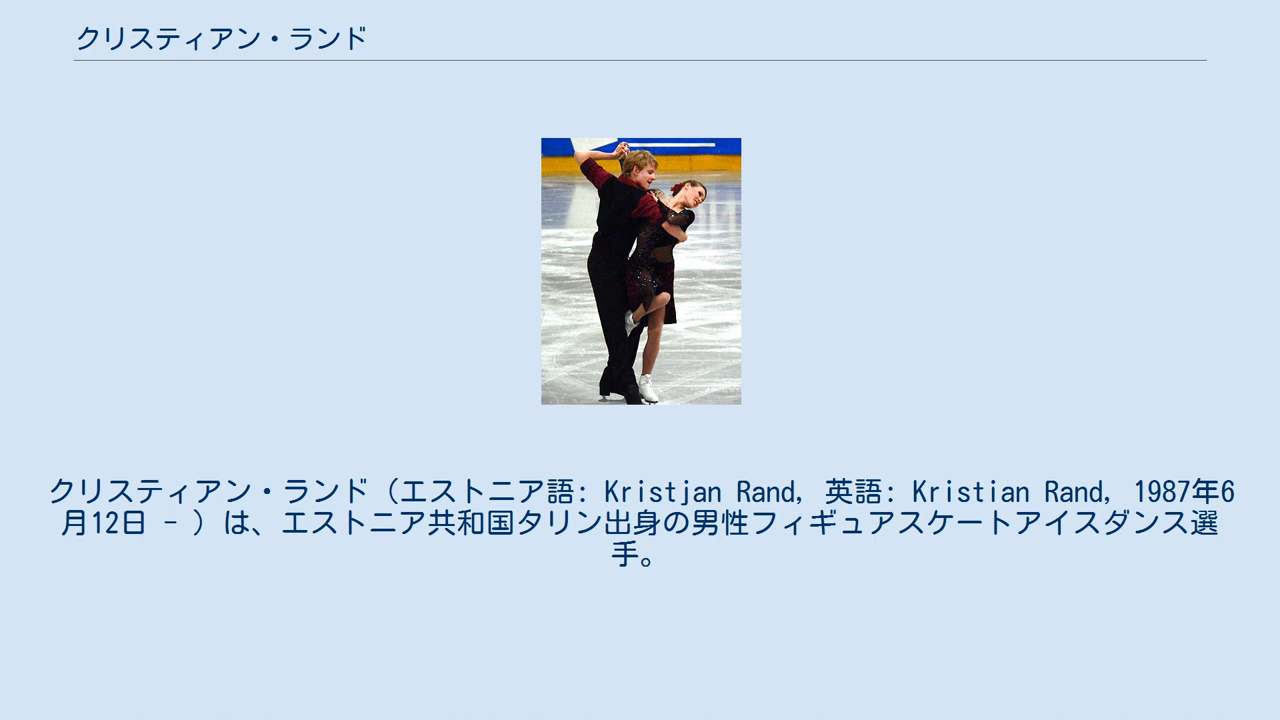 クリスティアン・ランド
クリスティアン・ランド（エストニア語: Kristjan Rand, 英語: Kristian Rand, 1987年6
月12日 - ）は、エストニア共和国タリン出身の男性フィギュアスケートアイスダンス選
手。